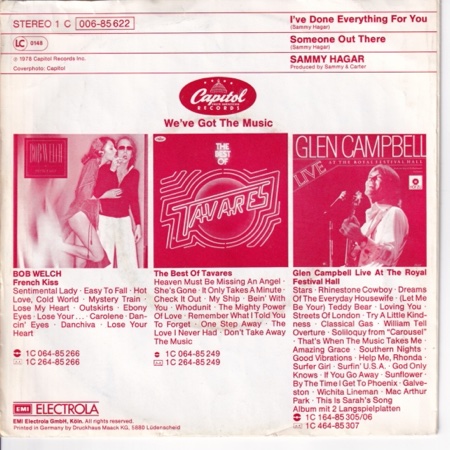 STEREO 1 C 006-85 622
LC 0148
℗ 1978 Capitol Records Inc.
Coverphoto: Capitol
I've Done Everything For You
(Sammy Hagar)
Someone Out There
(Sammy Hagar)
SAMMY HAGAR
Produced by Sammy & Carter
Capitol
RECORDS
We've Got The Music
BOB WELCH
THE BEST OF
TAVARES
GLEN CAMPBELL
LIVE
AT THE ROYAL FESTIVAL HALL
BOB WELCH
French Kiss
Sentimental Lady · Easy To Fall · Hot
Love, Cold World · Mystery Train ·
Lose My Heart · Outskirts · Ebony
Eyes · Lose Your... · Carolene · Dan-
cin' Eyes · Danchiva · Lose Your
Heart
1C 064-85 266
1C 264-85 266
The Best Of Tavares
Heaven Must Be Missing An Angel ·
She's Gone · It Only Takes A Minute ·
Check It Out · My Ship · Bein' With
You · Whodunit · The Mighty Power
Of Love · Remember What I Told You
To Forget · One Step Away · The
Love I Never Had · Don't Take Away
The Music
1C 064-85 249
1C 264-85 249
Glen Campbell Live At The Royal
Festival Hall
Stars · Rhinestone Cowboy · Dreams
Of The Everyday Housewife · (Let Me
Be Your) Teddy Bear · Loving You ·
Streets Of London · Try A Little Kind-
ness · Classical Gas · William Tell
Overture · Soliloquy from "Carousel" ·
That's When The Music Takes Me ·
Amazing Grace · Southern Nights ·
Good Vibrations · Help Me, Rhonda ·
Surfer Girl · Surfin' U.S.A. · God Only
Knows · If You Go Away · Sunflower ·
By The Time I Get To Phoenix · Galve-
ston · Wichita Lineman · Mac Arthur
Park · This Is Sarah's Song
Album mit 2 Langspielplatten
1C 164-85 305/06
1C 464-85 307
EMI ELECTROLA
EMI Electrola GmbH, Köln. All rights reserved.
Printed in Germany by Druckhaus Maack KG, 5880 Lüdenscheid